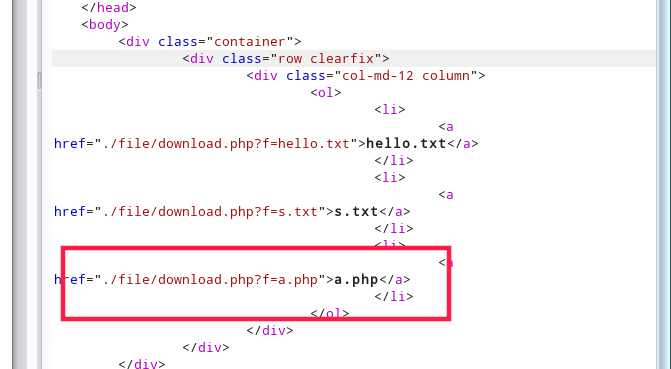 </head>
<body>
<div class="container">
<div class="row clearfix">
<div class="col-md-12 column">
<ol>
<li>
<a
href="./file/download.php?f=hello.txt">hello.txt</a>
</li>
<li>
<a
href="./file/download.php?f=s.txt">s.txt</a>
</li>
<li>
<a
href="./file/download.php?f=a.php">a.php</a>
</li>
</ol>
</div>
</div>
</div>